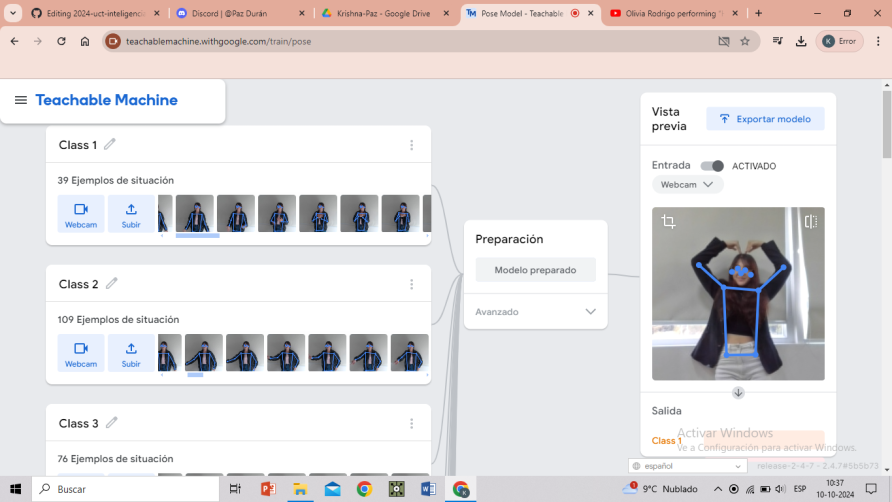 Editing 2024-uct-inteligenci
Discord | @Paz Durán
Krishna-Paz - Google Drive
Pose Model - Teachable
Olivia Rodrigo performing "
teachablemachine.withgoogle.com/train/pose
K Error
Teachable Machine
Class 1
39 Ejemplos de situación
Webcam
Subir
Class 2
109 Ejemplos de situación
Webcam
Subir
Class 3
76 Ejemplos de situación
Preparación
Modelo preparado
Avanzado
Vista previa
Exportar modelo
Entrada
ACTIVADO
Webcam
Salida
Class 1
Activar Windows
Ve a Configuración para activar Windows.
español
release-2-4-7 - 2.4.7#5b5b73
Buscar
9°C Nublado
ESP
10:37
10-10-2024